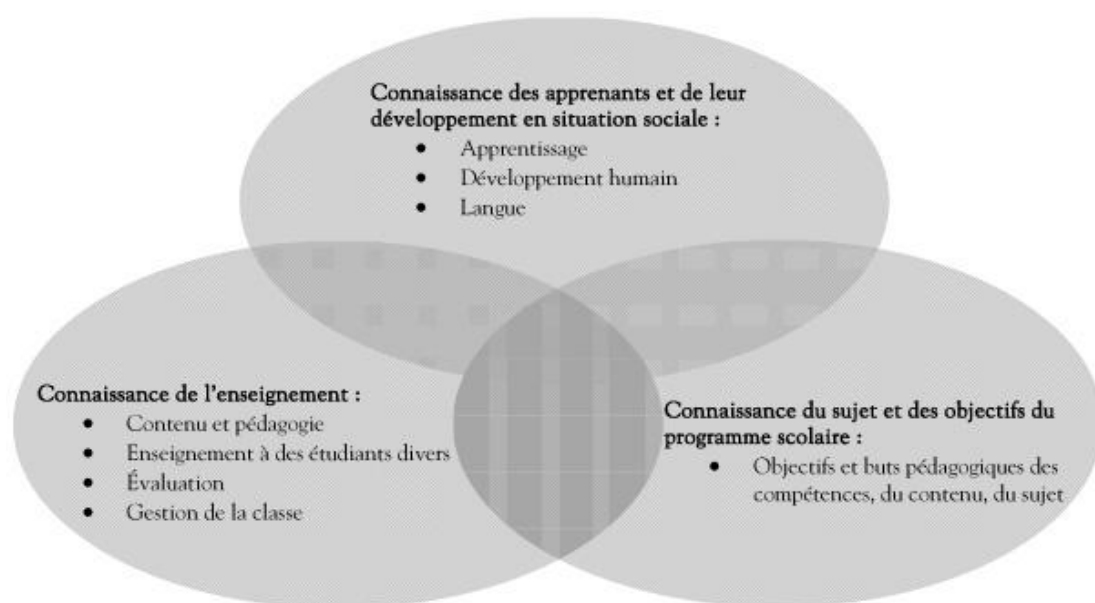 Connaissance des apprenants et de leur
développement en situation sociale :
• Apprentissage
• Développement humain
• Langue
Connaissance de l'enseignement :
• Contenu et pédagogie
• Enseignement à des étudiants divers
• Évaluation
• Gestion de la classe
Connaissance du sujet et des objectifs du
programme scolaire :
• Objectifs et buts pédagogiques des
compétences, du contenu, du sujet